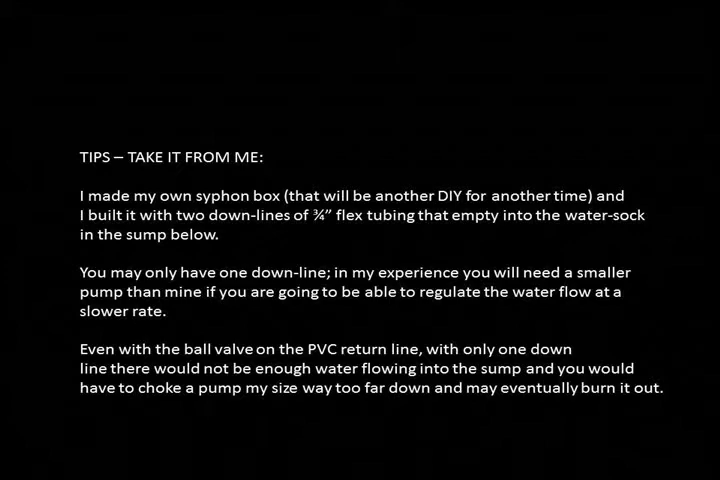 TIPS – TAKE IT FROM ME:
I made my own syphon box (that will be another DIY for another time) and
I built it with two down-lines of ¾” flex tubing that empty into the water-sock
in the sump below.
You may only have one down-line; in my experience you will need a smaller
pump than mine if you are going to be able to regulate the water flow at a
slower rate.
Even with the ball valve on the PVC return line, with only one down
line there would not be enough water flowing into the sump and you would
have to choke a pump my size way too far down and may eventually burn it out.